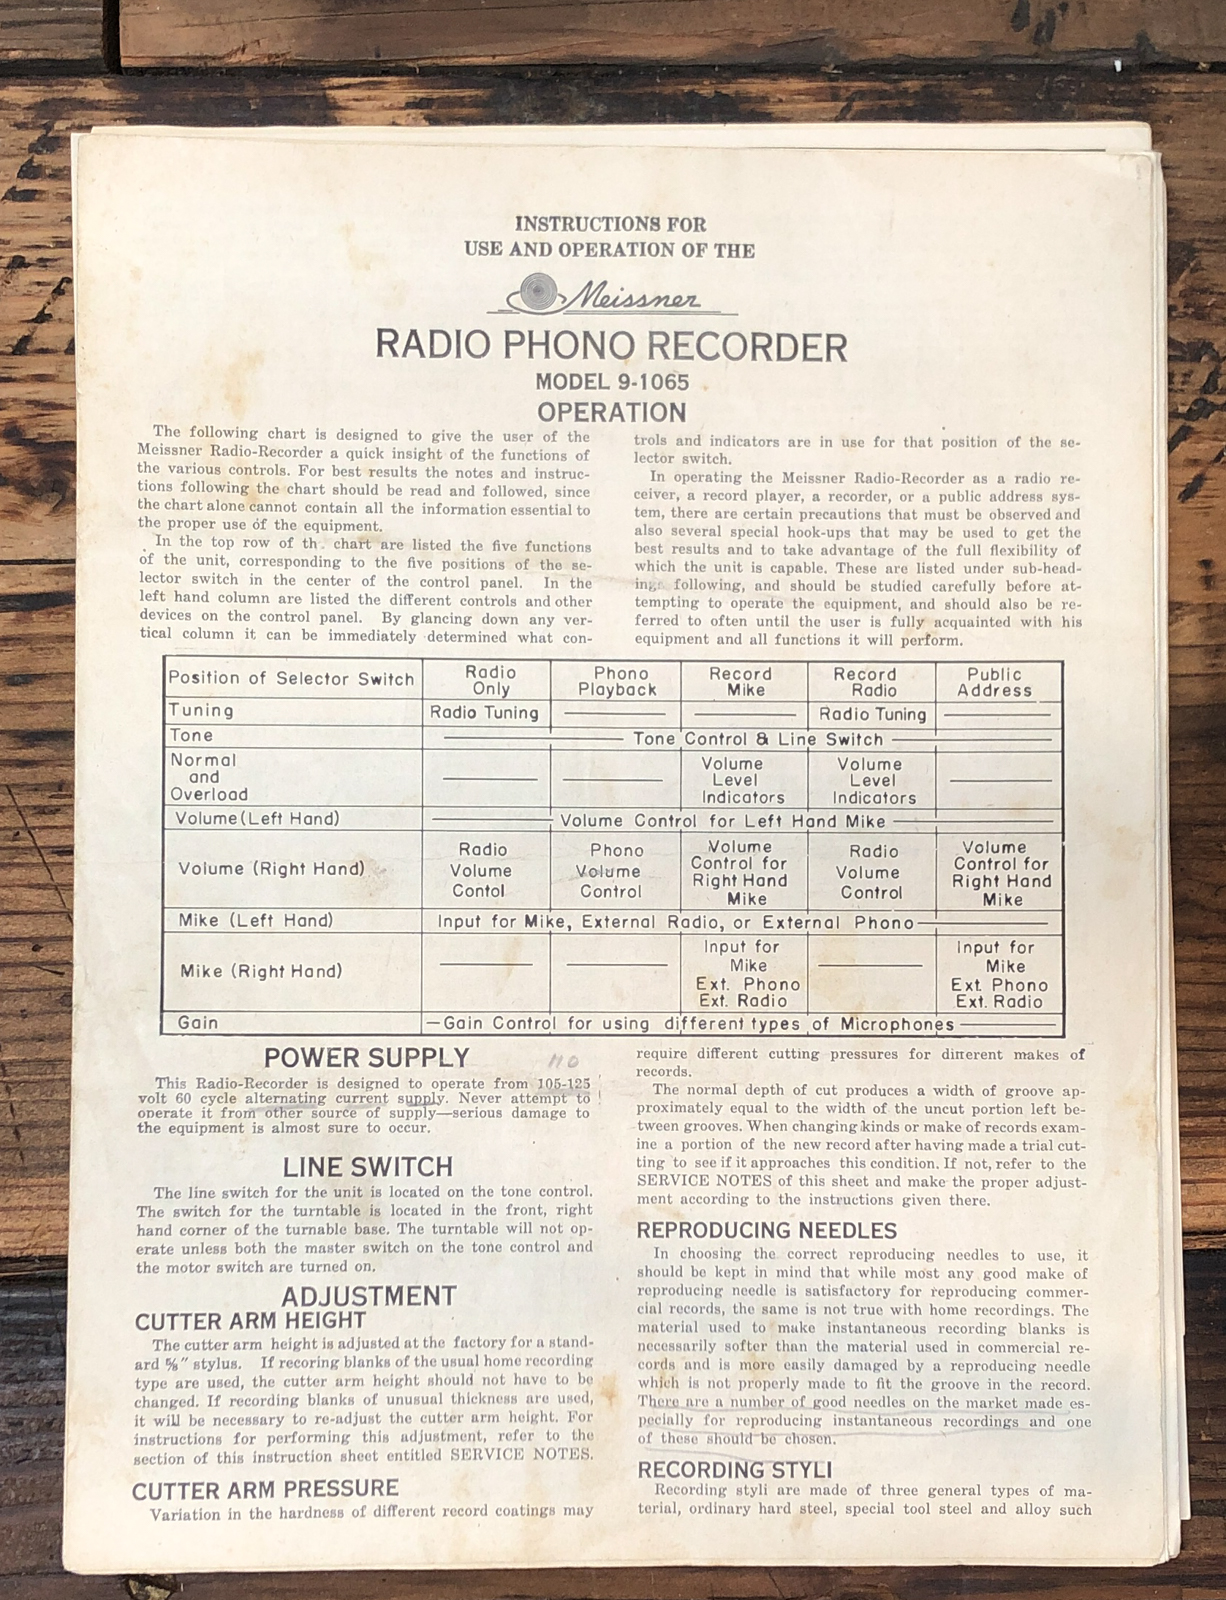 INSTRUCTIONS FOR
USE AND OPERATION OF THE
Meissner
RADIO PHONO RECORDER
MODEL 9-1065
OPERATION
The following chart is designed to give the user of the
Meissner Radio-Recorder a quick insight of the functions of
the various controls. For best results the notes and instruc-
tions following the chart should be read and followed, since
the chart alone cannot contain all the information essential to
the proper use of the equipment.
In the top row of th. chart are listed the five functions
of the unit, corresponding to the five positions of the se-
lector switch in the center of the control panel. In the
left hand column are listed the different controls and other
devices on the control panel. By glancing down any ver-
tical column it can be immediately determined what con-
trols and indicators are in use for that position of the se-
lector switch.
In operating the Meissner Radio-Recorder as a radio re-
ceiver, a record player, a recorder, or a public address sys-
tem, there are certain precautions that must be observed and
also several special hook-ups that may be used to get the
best results and to take advantage of the full flexibility of
which the unit is capable. These are listed under sub-head-
ings following, and should be studied carefully before at-
tempting to operate the equipment, and should also be re-
ferred to often until the user is fully acquainted with his
equipment and all functions it will perform.
Position of Selector Switch
Radio
Only
Phono
Playback
Record
Mike
Record
Radio
Public
Address
Tuning
Radio Tuning
Radio Tuning
Tone
Tone Control & Line Switch
Normal
and
Overload
Volume
Level
Indicators
Volume
Level
Indicators
Volume(Left Hand)
Volume Control for Left Hand Mike
Volume (Right Hand)
Radio
Volume
Contol
Phono
Volume
Control
Volume
Control for
Right Hand
Mike
Radio
Volume
Control
Volume
Control for
Right Hand
Mike
Mike (Left Hand)
Input for Mike, External Radio, or External Phono
Mike (Right Hand)
Input for
Mike
Ext. Phono
Ext. Radio
Input for
Mike
Ext. Phono
Ext. Radio
Gain
Gain Control for using different types of Microphones
POWER SUPPLY
110
This Radio-Recorder is designed to operate from 105-125
volt 60 cycle alternating current supply. Never attempt to
operate it from other source of supply—serious damage to
the equipment is almost sure to occur.
LINE SWITCH
The line switch for the unit is located on the tone control.
The switch for the turntable is located in the front, right
hand corner of the turnable base. The turntable will not op-
erate unless both the master switch on the tone control and
the motor switch are turned on.
ADJUSTMENT
CUTTER ARM HEIGHT
The cutter arm height is adjusted at the factory for a stand-
ard ⅝" stylus. If recoring blanks of the usual home recording
type are used, the cutter arm height should not have to be
changed. If recording blanks of unusual thickness are used,
it will be necessary to re-adjust the cutter arm height. For
instructions for performing this adjustment, refer to the
section of this instruction sheet entitled SERVICE NOTES.
CUTTER ARM PRESSURE
Variation in the hardness of different record coatings may
require different cutting pressures for different makes of
records.
The normal depth of cut produces a width of groove ap-
proximately equal to the width of the uncut portion left be-
tween grooves. When changing kinds or make of records exam-
ine a portion of the new record after having made a trial cut-
ting to see if it approaches this condition. If not, refer to the
SERVICE NOTES of this sheet and make the proper adjust-
ment according to the instructions given there.
REPRODUCING NEEDLES
In choosing the correct reproducing needles to use, it
should be kept in mind that while most any good make of
reproducing needle is satisfactory for reproducing commer-
cial records, the same is not true with home recordings. The
material used to make instantaneous recording blanks is
necessarily softer than the material used in commercial re-
cords and is more easily damaged by a reproducing needle
which is not properly made to fit the groove in the record.
There are a number of good needles on the market made es-
pecially for reproducing instantaneous recordings and one
of these should be chosen.
RECORDING STYLI
Recording styli are made of three general types of ma-
terial, ordinary hard steel, special tool steel and alloy such